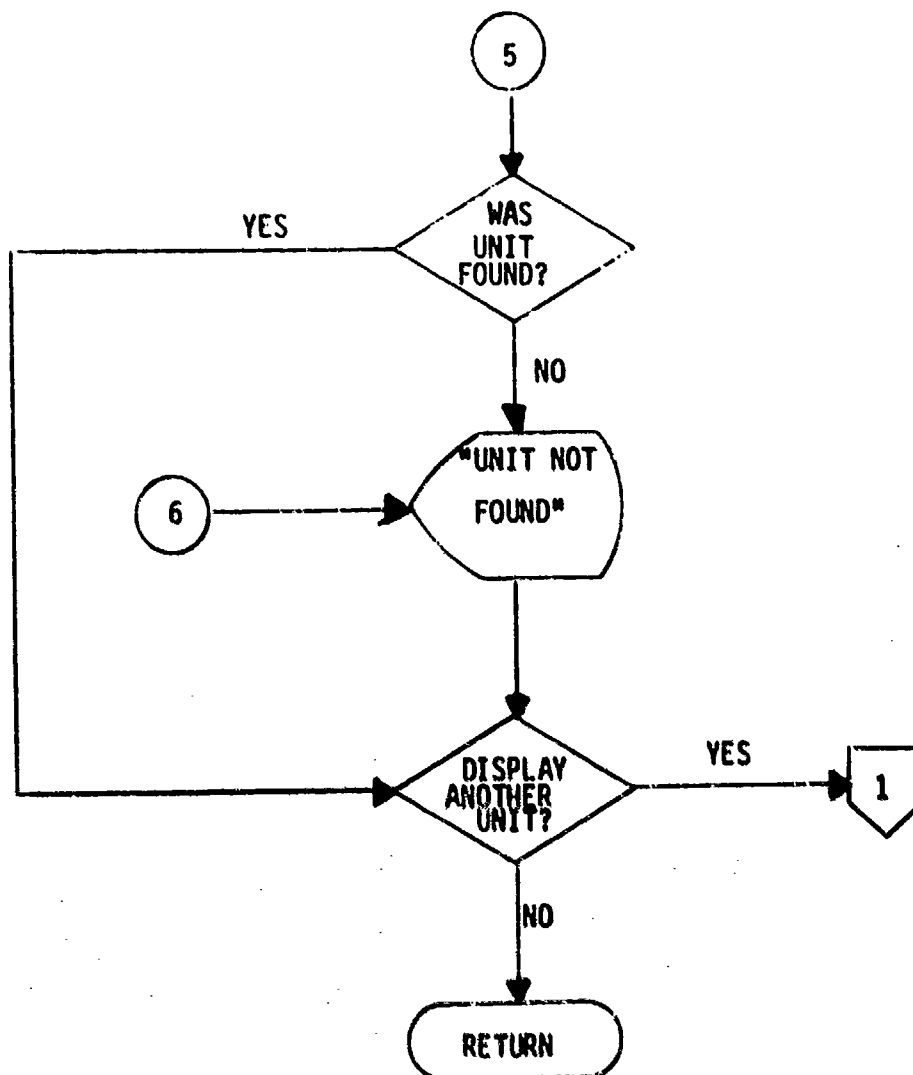 5
WAS
UNIT
FOUND?
YES
NO
"UNIT NOT
FOUND"
6
DISPLAY
ANOTHER
UNIT?
YES
1
NO
RETURN